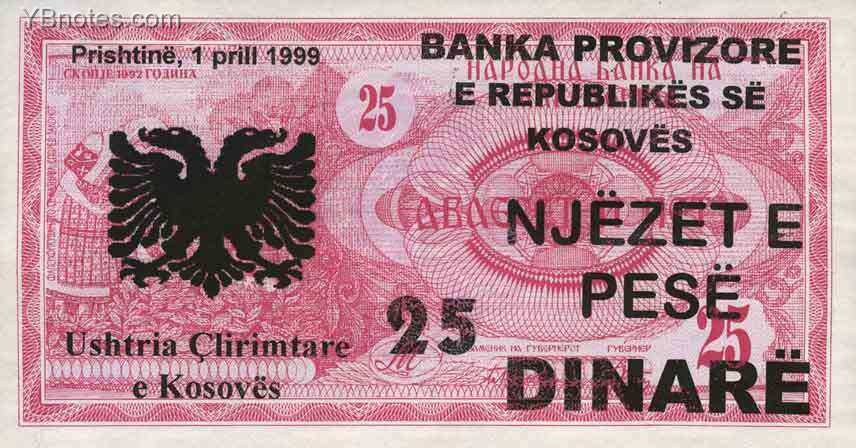 YBnotes.com
Prishtinë, 1 prill 1999
СКОПЈЕ 1992 ГОДИНА
BANKA PROVIZORE
НАРОДНА БАНКА НА
E REPUBLIKËS SË
KOSOVËS
25
NJËZET E
PESË
25
25
ГУВЕРНЕР
Ushtria Çlirimtare
e Kosovës
DINARË